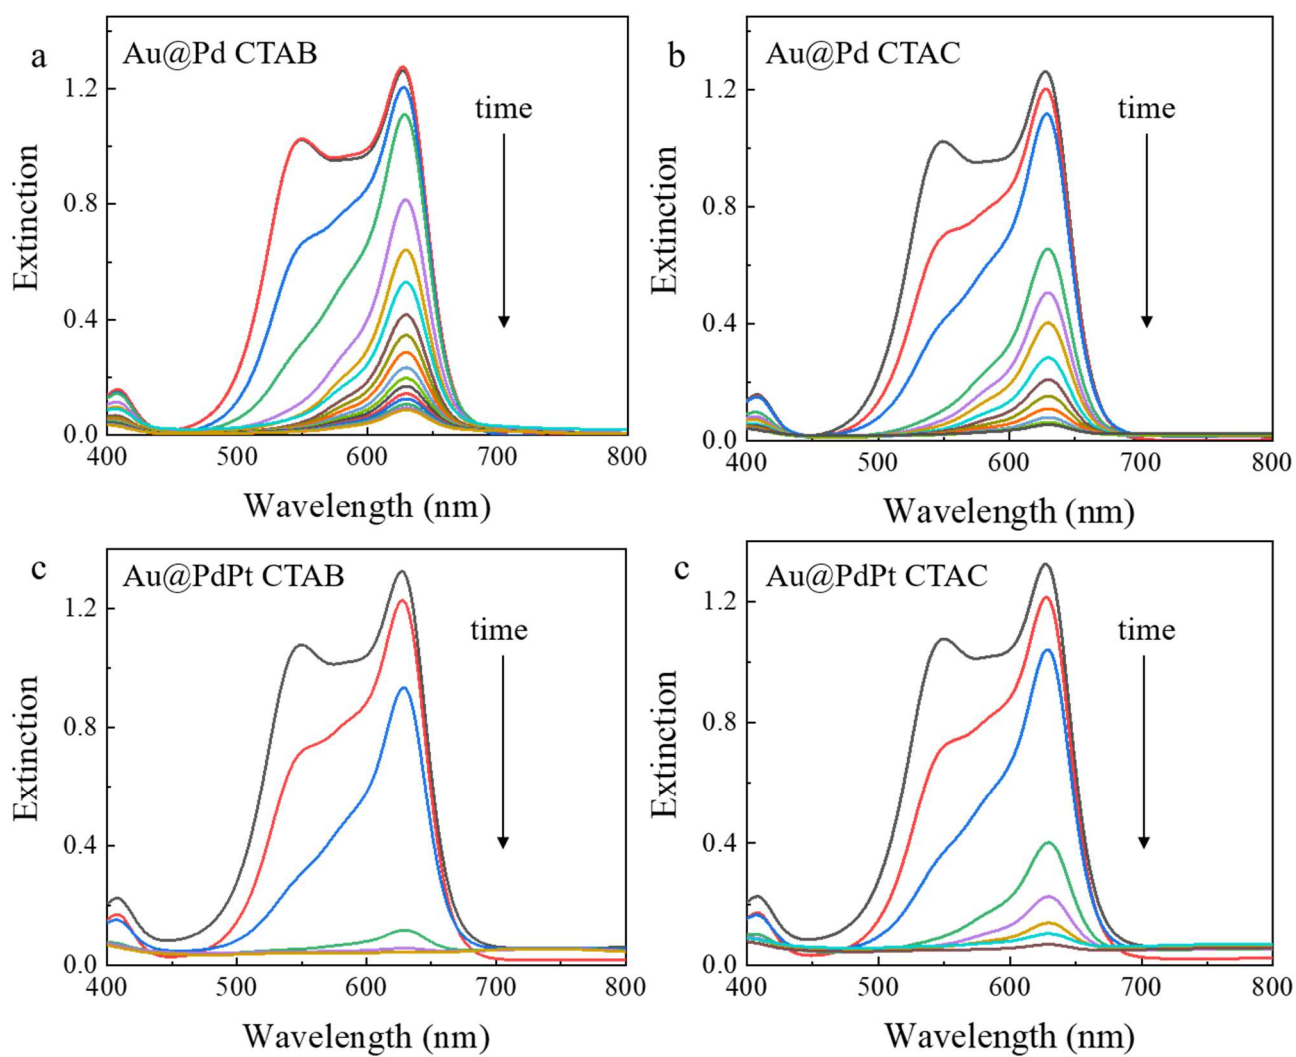 a
Au@Pd CTAB
time
Extinction
1.2
0.8
0.4
0.0
400 500 600 700 800
Wavelength (nm)
b
Au@Pd CTAC
time
Extinction
1.2
0.8
0.4
0.0
400 500 600 700 800
Wavelength (nm)
c
Au@PdPt CTAB
time
Extinction
1.2
0.8
0.4
0.0
400 500 600 700 800
Wavelength (nm)
c
Au@PdPt CTAC
time
Extinction
1.2
0.8
0.4
0.0
400 500 600 700 800
Wavelength (nm)